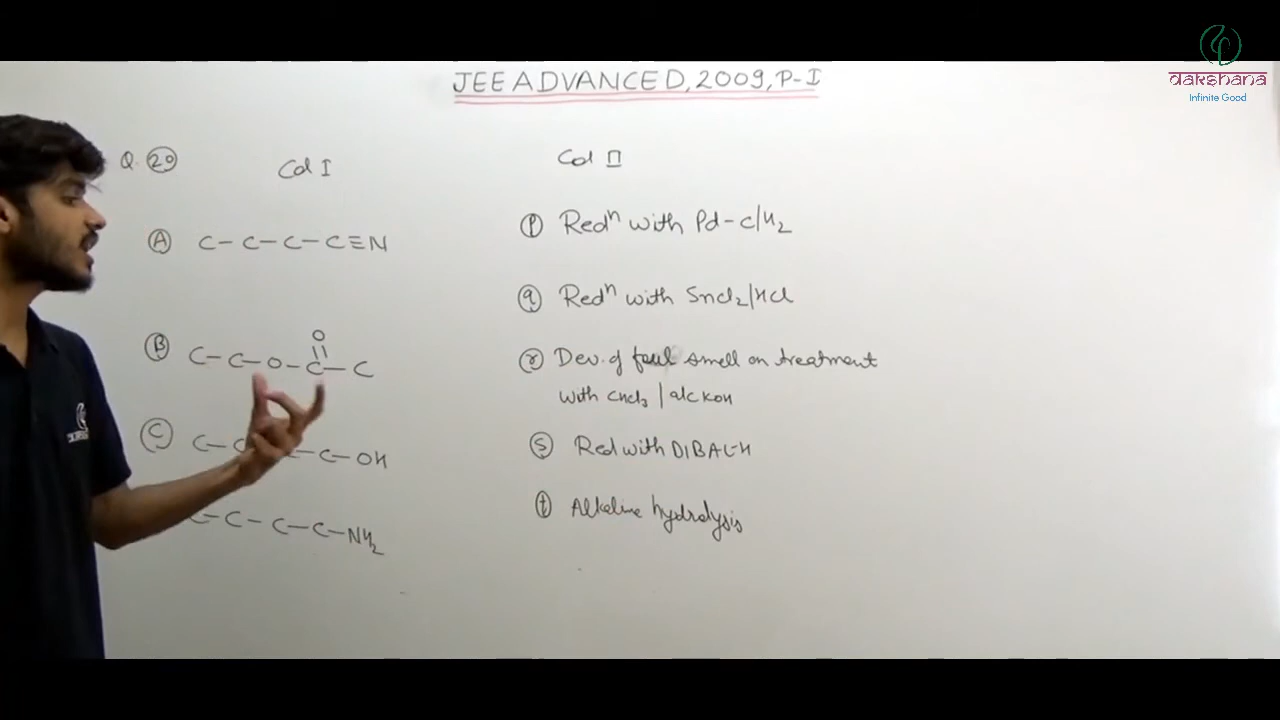 dakshana
Infinite Good
JEE ADVANCED, 2009, P-I
Q. 20
Col I
Col II
A C-C-C-C≡N
p Redⁿ with Pd-C/H2
q Redⁿ with SnCl2/HCl
O
B C-C-O-C-C
r Dev. of foul smell on treatment
with CHCl3 / alc KOH
C C- -C-OH
s Red with DIBAL-H
C-C-C-C-NH2
t Alkaline hydrolysis